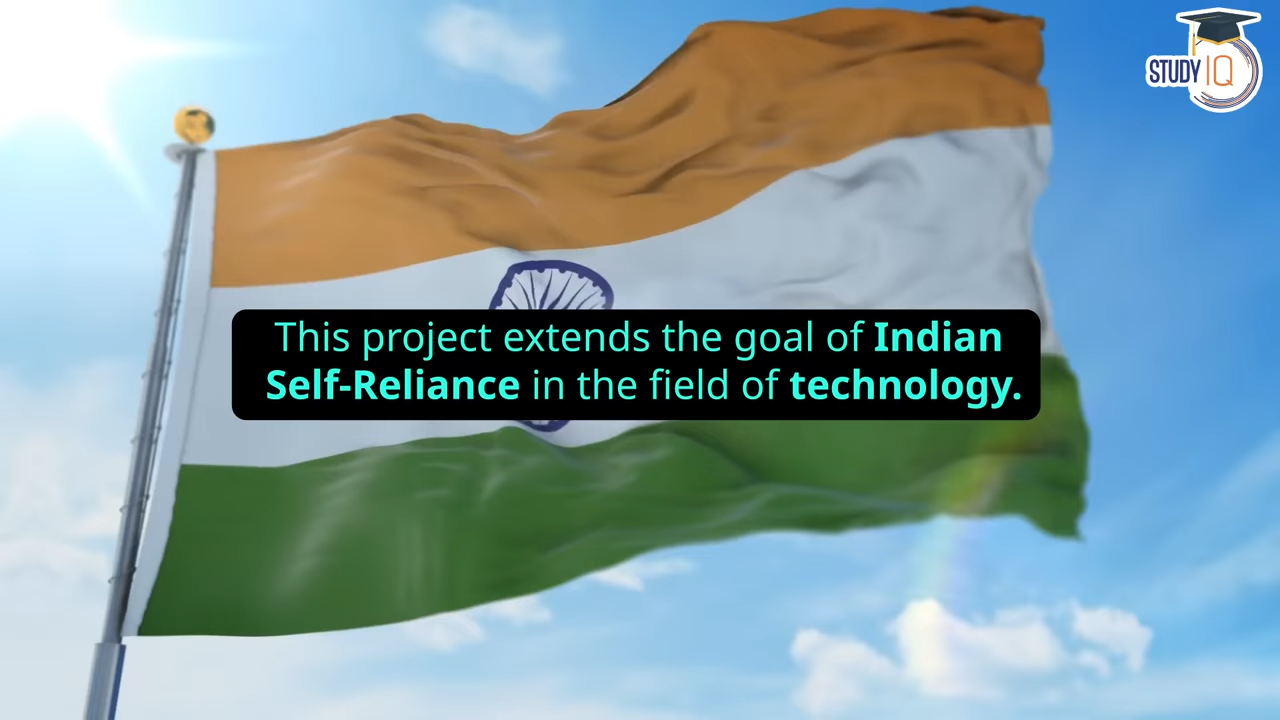 STUDY IQ
This project extends the goal of Indian
Self-Reliance in the field of technology.